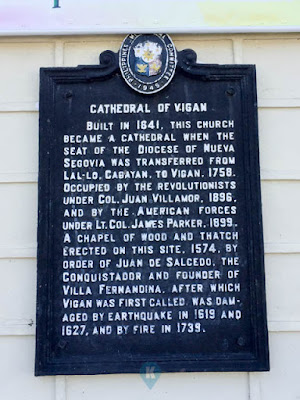 CATHEDRAL OF VIGAN
BUILT IN 1641, THIS CHURCH
BECAME A CATHEDRAL WHEN THE
SEAT OF THE DIOCESE OF NUEVA
SEGOVIA WAS TRANSFERRED FROM
LAL-LO, CAGAYAN, TO VIGAN, 1758.
OCCUPIED BY THE REVOLUTIONISTS
UNDER COL. JUAN VILLAMOR, 1896,
AND BY THE AMERICAN FORCES
UNDER LT. COL. JAMES PARKER, 1899.
A CHAPEL OF WOOD AND THATCH
ERECTED ON THIS SITE, 1574, BY
ORDER OF JUAN DE SALCEDO, THE
CONQUISTADOR AND FOUNDER OF
VILLA FERNANDINA, AFTER WHICH
VIGAN WAS FIRST CALLED, WAS DAM-
AGED BY EARTHQUAKE IN 1619 AND
1627, AND BY FIRE IN 1739.